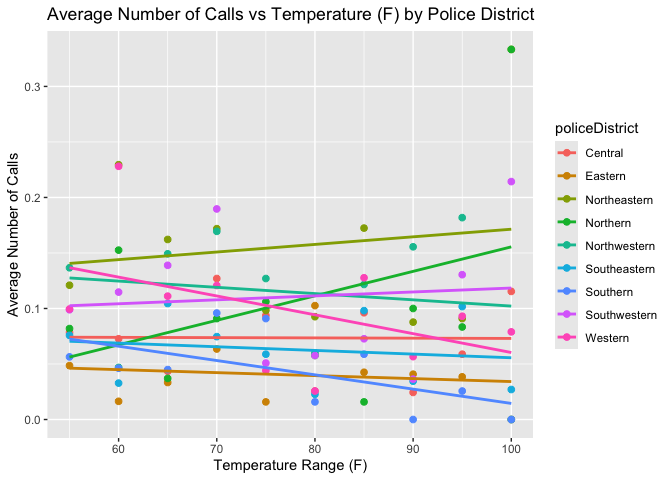 Average Number of Calls vs Temperature (F) by Police District
Average Number of Calls
0.3
0.2
0.1
0.0
60 70 80 90 100
Temperature Range (F)
policeDistrict
Central
Eastern
Northeastern
Northern
Northwestern
Southeastern
Southern
Southwestern
Western